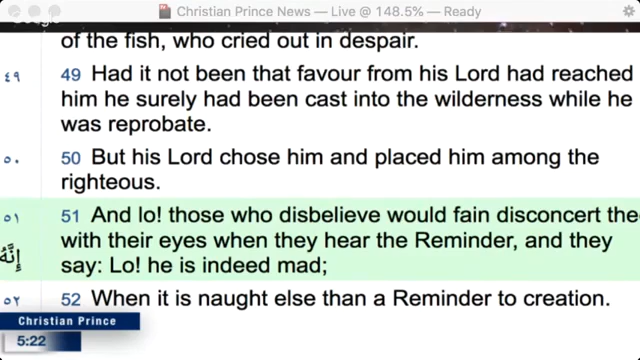 Christian Prince News — Live @ 148.5% — Ready
of the fish, who cried out in despair.
٤٩ 49 Had it not been that favour from his Lord had reached
him he surely had been cast into the wilderness while he
was reprobate.
٥٠ 50 But his Lord chose him and placed him among the
righteous.
٥١ 51 And lo! those who disbelieve would fain disconcert the
with their eyes when they hear the Reminder, and they
إِنَّهُ say: Lo! he is indeed mad;
٥٢ 52 When it is naught else than a Reminder to creation.
Christian Prince
5:22